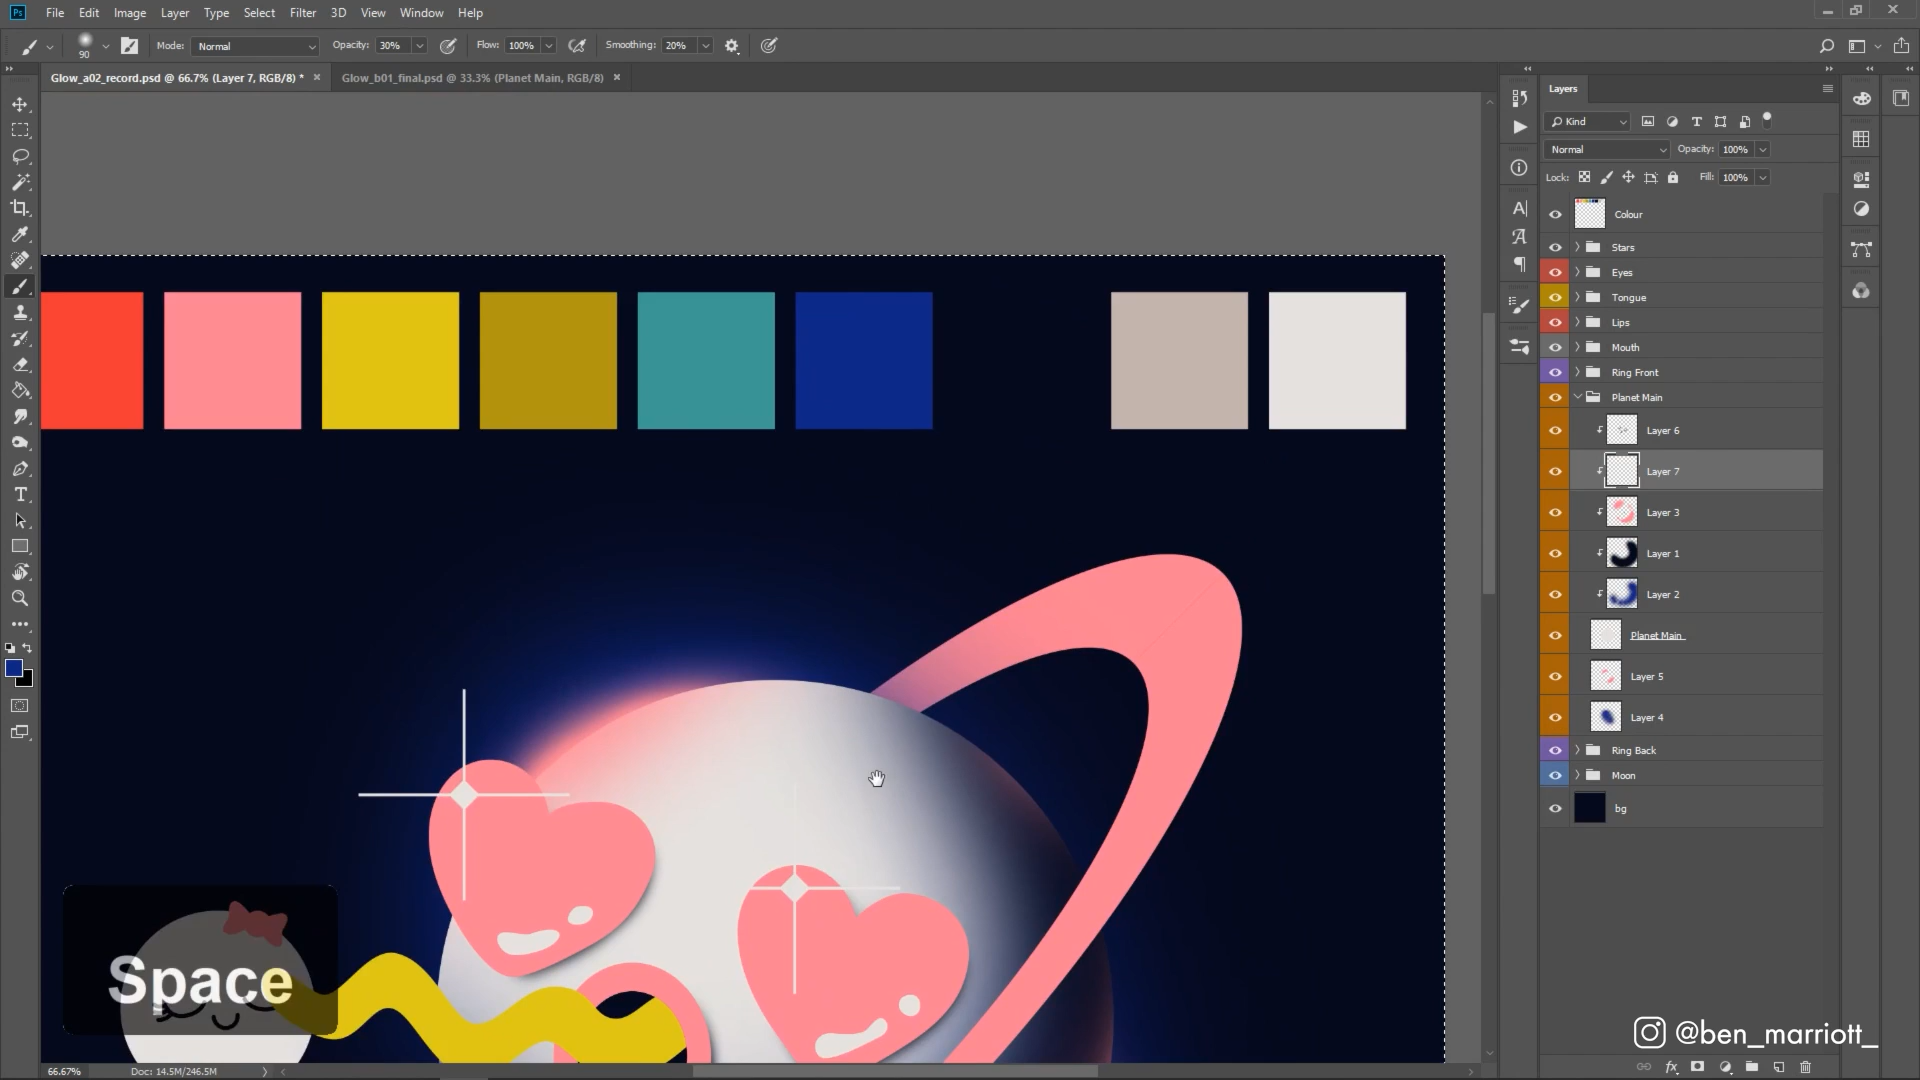 Ps File Edit Image Layer Type Select Filter 3D View Window Help
90 Mode: Normal Opacity: 30% Flow: 100% Smoothing: 20%
Glow_a02_record.psd @ 66.7% (Layer 7, RGB/8) * × Glow_b01_final.psd @ 33.3% (Planet Main, RGB/8) ×
Layers
Kind
Normal Opacity: 100%
Lock: Fill: 100%
Colour
Stars
Eyes
Tongue
Lips
Mouth
Ring Front
Planet Main
Layer 6
Layer 7
Layer 3
Layer 1
Layer 2
Planet Main
Layer 5
Layer 4
Ring Back
Moon
bg
Space
@ben_marriott_
66.67% Doc: 14.5M/246.5M